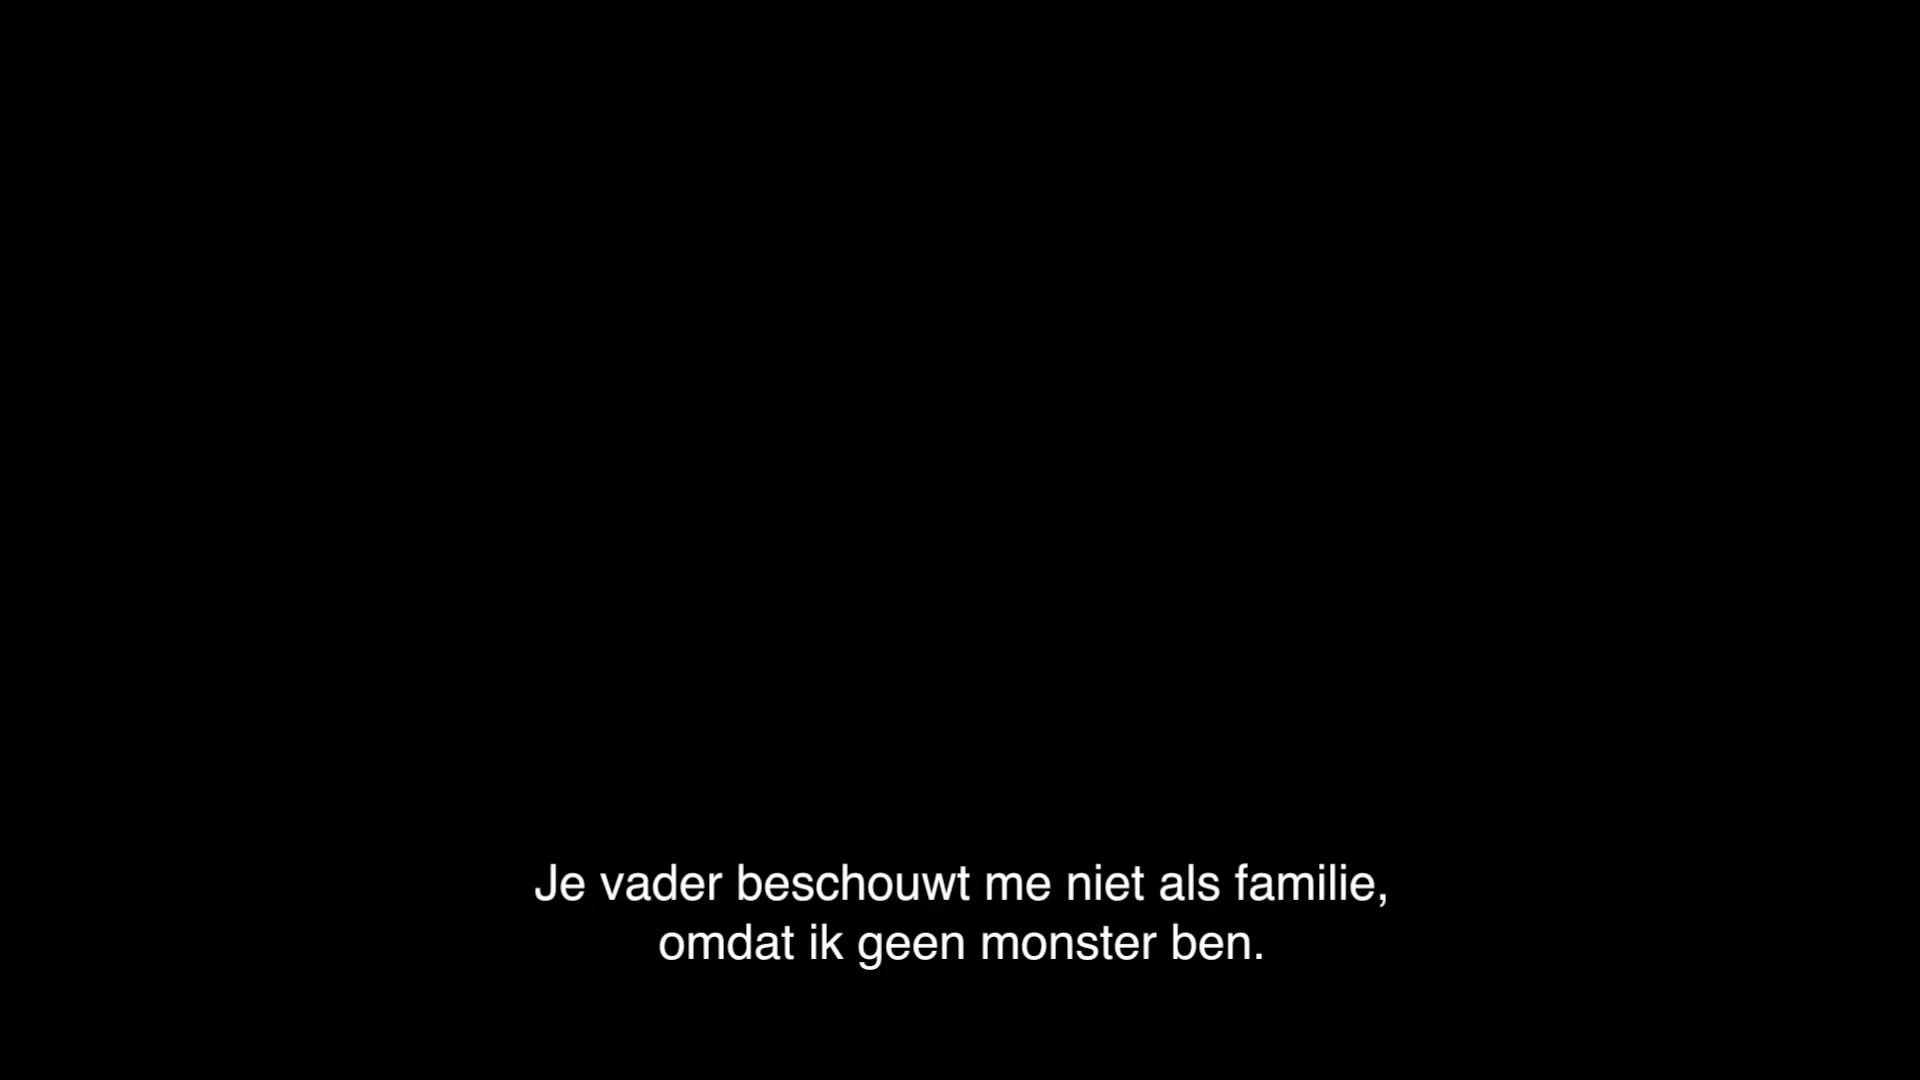 Je vader beschouwt me niet als familie,
omdat ik geen monster ben.